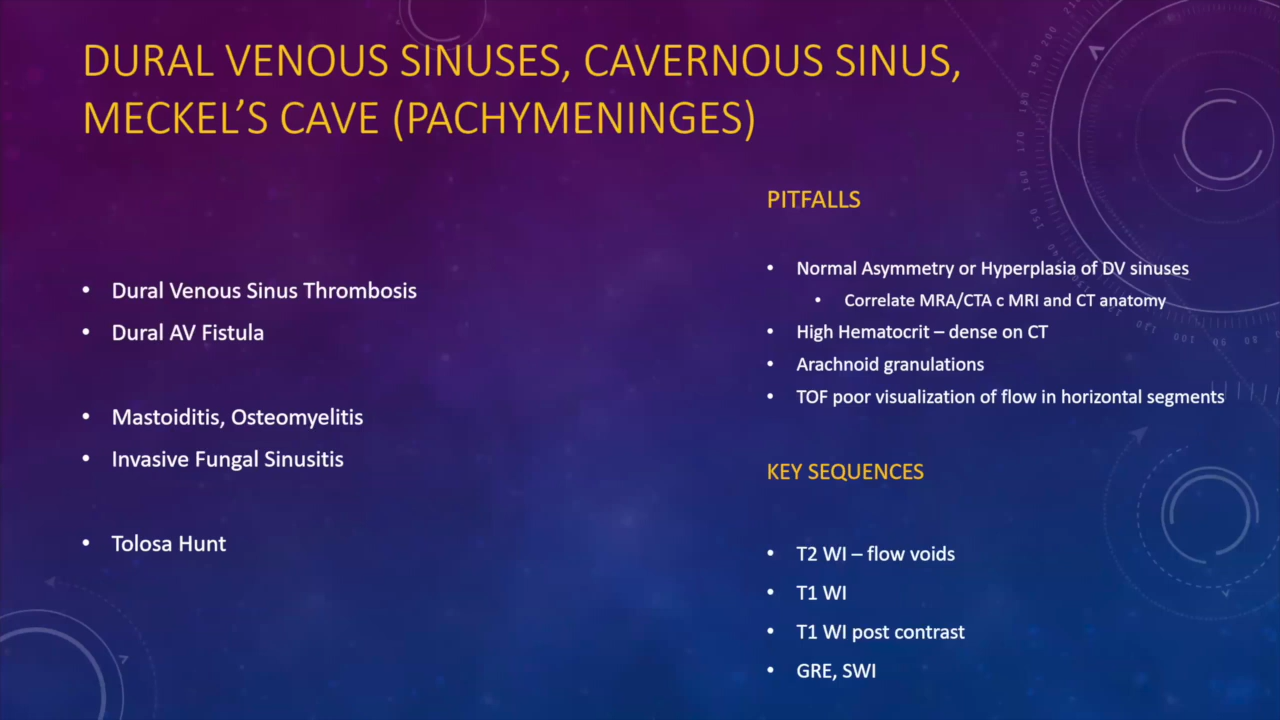 DURAL VENOUS SINUSES, CAVERNOUS SINUS,
MECKEL'S CAVE (PACHYMENINGES)
• Dural Venous Sinus Thrombosis
• Dural AV Fistula
• Mastoiditis, Osteomyelitis
• Invasive Fungal Sinusitis
• Tolosa Hunt
PITFALLS
• Normal Asymmetry or Hyperplasia of DV sinuses
• Correlate MRA/CTA c MRI and CT anatomy
• High Hematocrit – dense on CT
• Arachnoid granulations
• TOF poor visualization of flow in horizontal segments
KEY SEQUENCES
• T2 WI – flow voids
• T1 WI
• T1 WI post contrast
• GRE, SWI